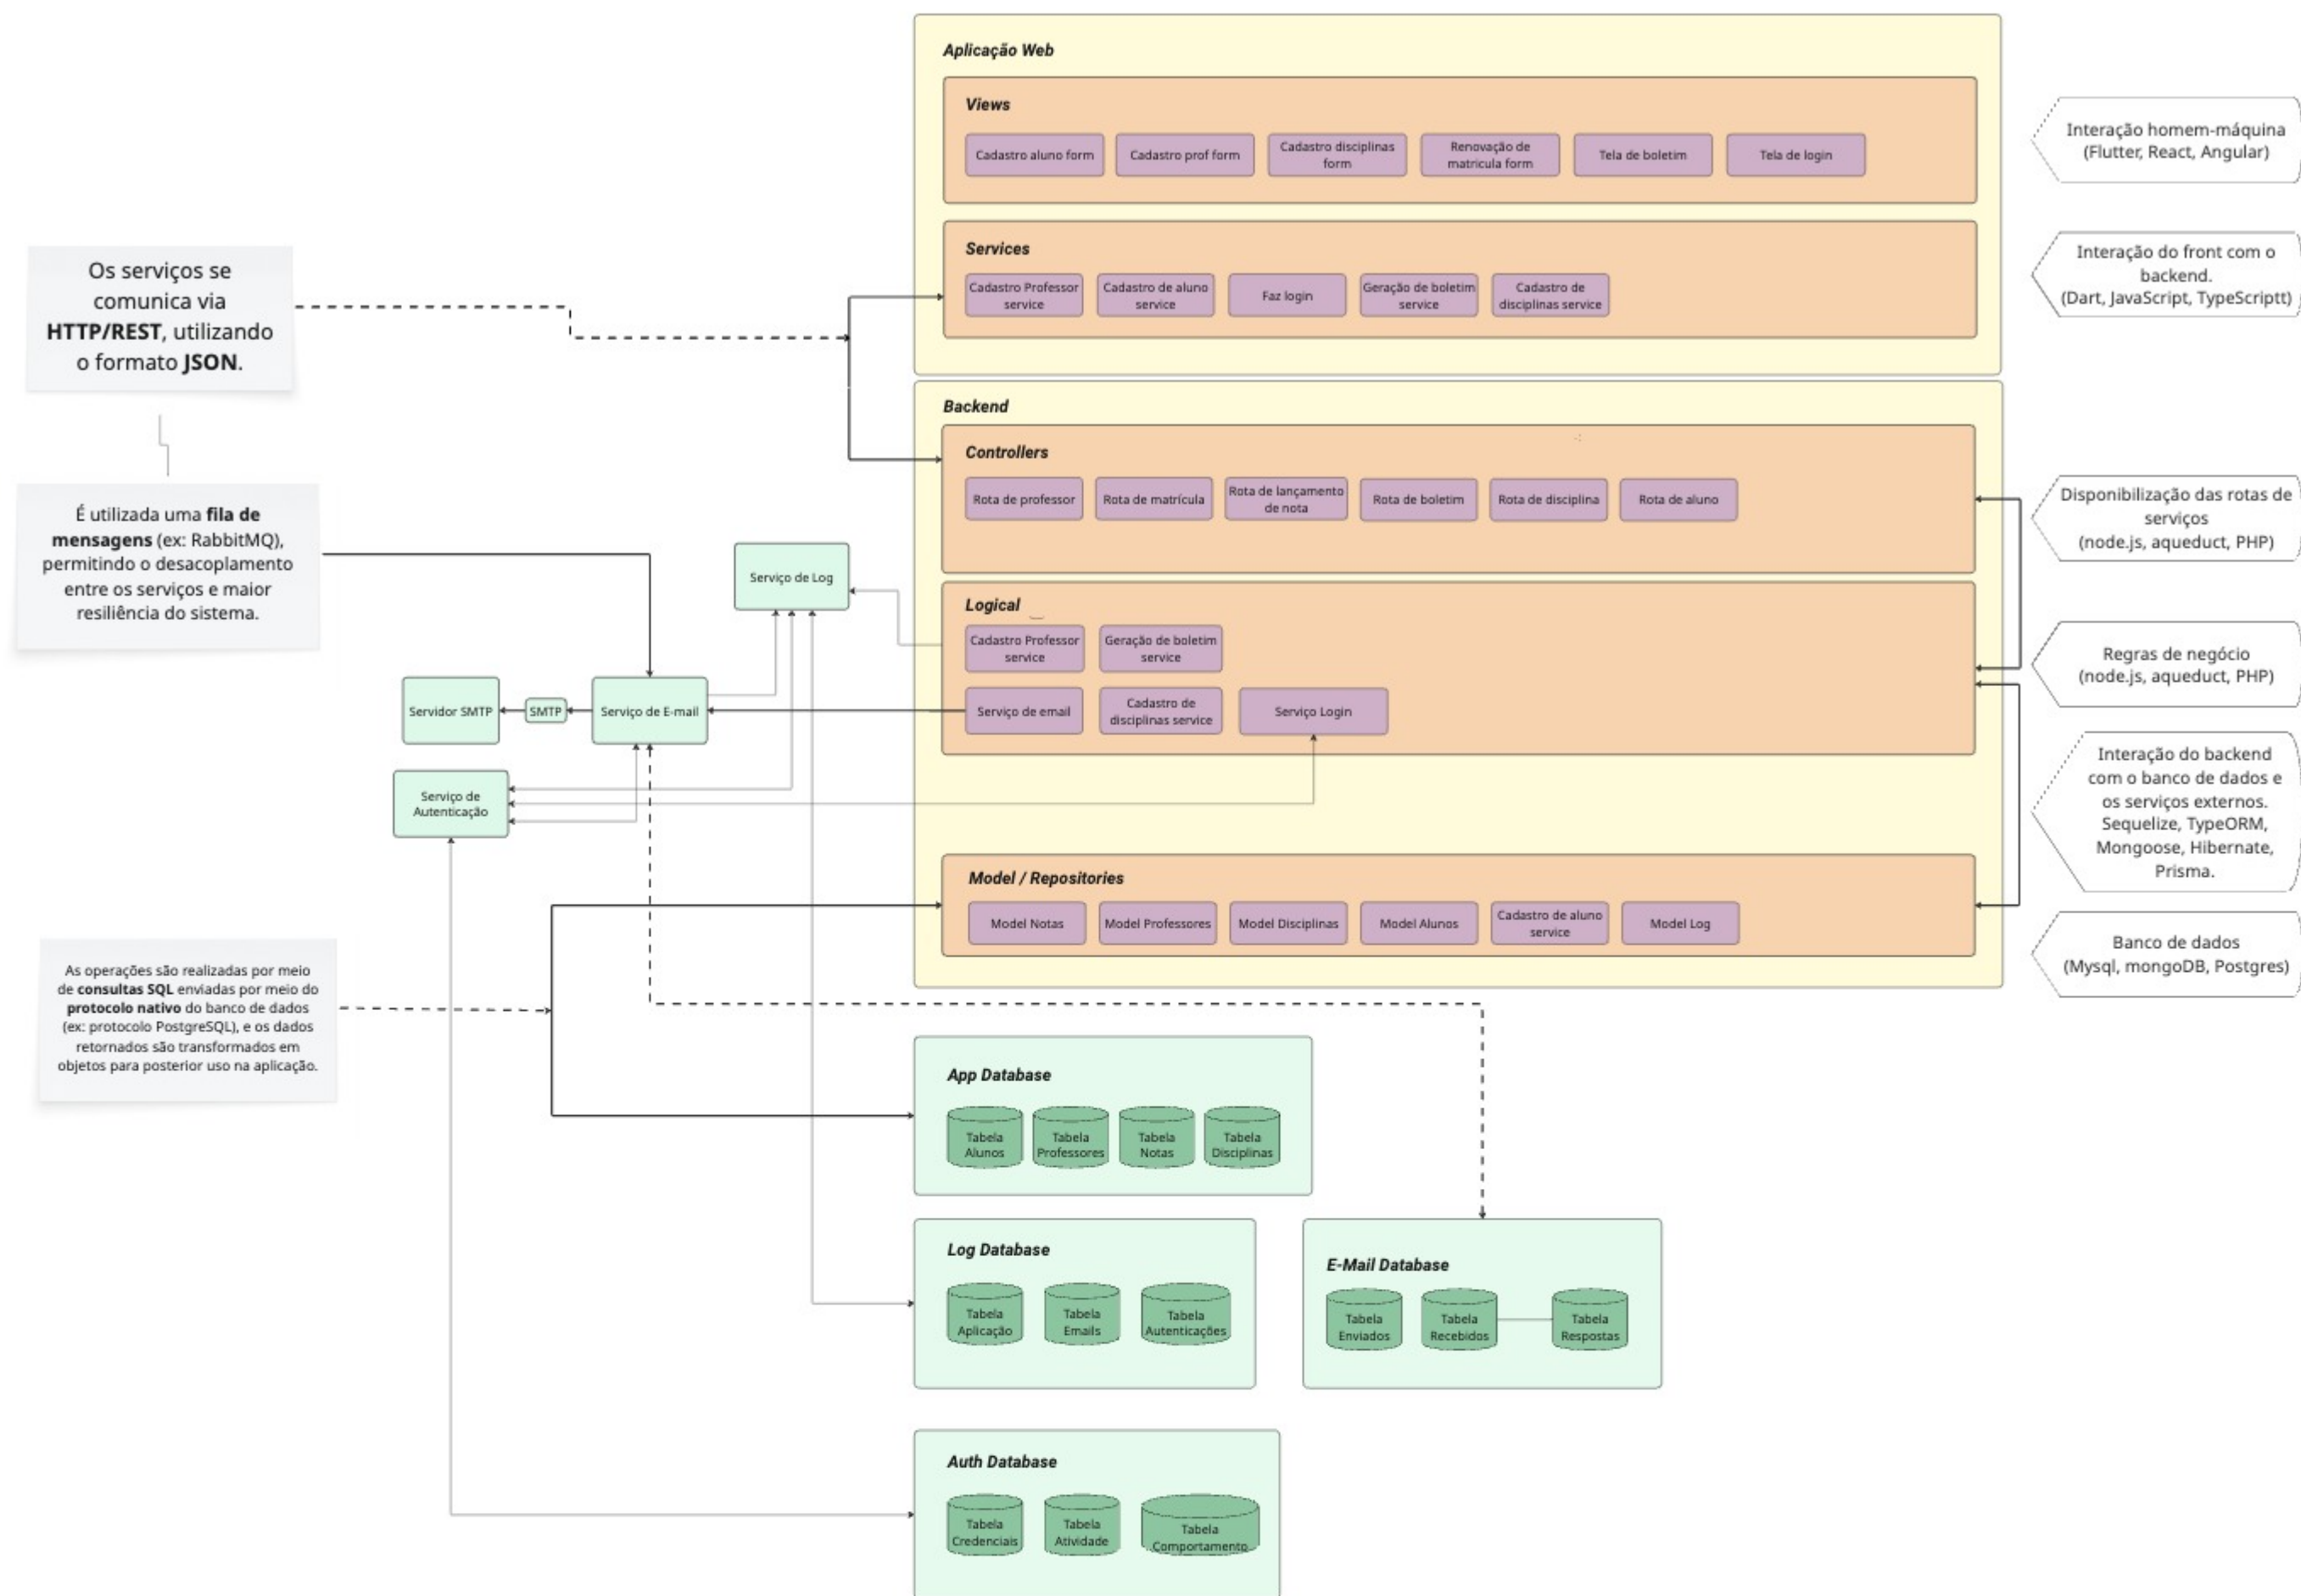 Aplicação Web
Views
Cadastro aluno form
Cadastro prof form
Cadastro disciplinas
form
Renovação de
matricula form
Tela de boletim
Tela de login
Interação homem-máquina
(Flutter, React, Angular)
Services
Cadastro Professor
service
Cadastro de aluno
service
Faz login
Geração de boletim
service
Cadastro de
disciplinas service
Interação do front com o
backend.
(Dart, JavaScript, TypeScriptt)
Os serviços se
comunica via
HTTP/REST, utilizando
o formato JSON.
Backend
Controllers
Rota de professor
Rota de matrícula
Rota de lançamento
de nota
Rota de boletim
Rota de disciplina
Rota de aluno
Disponibilização das rotas de
serviços
(node.js, aqueduct, PHP)
É utilizada uma fila de
mensagens (ex: RabbitMQ),
permitindo o desacoplamento
entre os serviços e maior
resiliência do sistema.
Serviço de Log
Logical
Cadastro Professor
service
Geração de boletim
service
Serviço de email
Cadastro de
disciplinas service
Serviço Login
Regras de negócio
(node.js, aqueduct, PHP)
Servidor SMTP
SMTP
Serviço de E-mail
Serviço de
Autenticação
Interação do backend
com o banco de dados e
os serviços externos.
Sequelize, TypeORM,
Mongoose, Hibernate,
Prisma.
Model / Repositories
Model Notas
Model Professores
Model Disciplinas
Model Alunos
Cadastro de aluno
service
Model Log
Banco de dados
(Mysql, mongoDB, Postgres)
As operações são realizadas por meio
de consultas SQL enviadas por meio do
protocolo nativo do banco de dados
(ex: protocolo PostgreSQL), e os dados
retornados são transformados em
objetos para posterior uso na aplicação.
App Database
Tabela
Alunos
Tabela
Professores
Tabela
Notas
Tabela
Disciplinas
Log Database
Tabela
Aplicação
Tabela
Emails
Tabela
Autenticações
E-Mail Database
Tabela
Enviados
Tabela
Recebidos
Tabela
Respostas
Auth Database
Tabela
Credenciais
Tabela
Atividade
Tabela
Comportamento